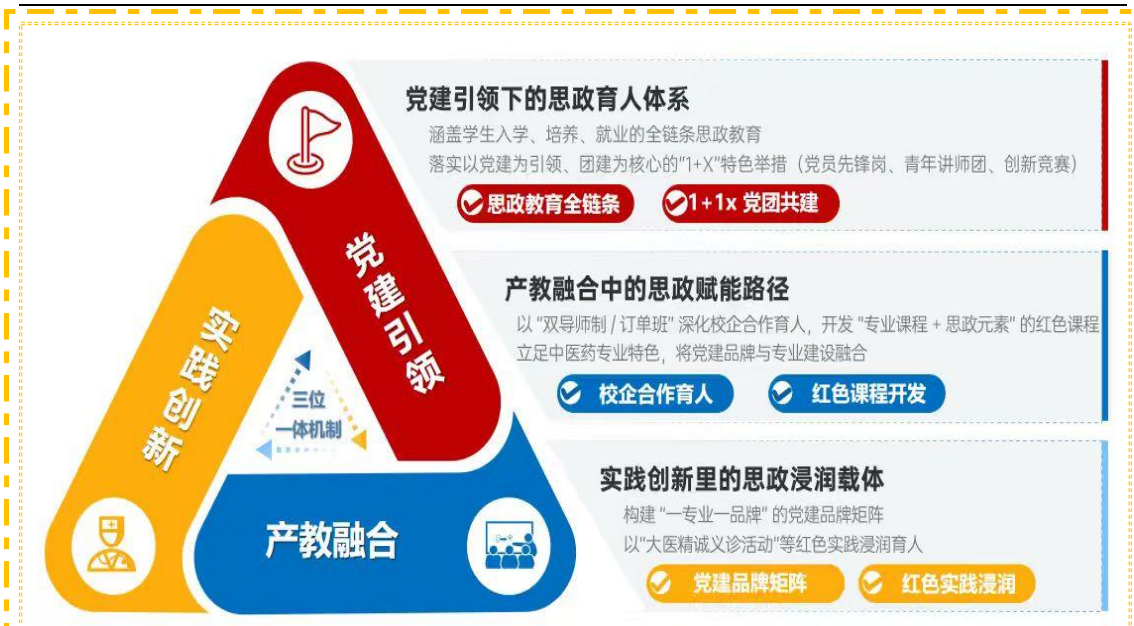 党建引领下的思政育人体系
涵盖学生入学、培养、就业的全链条思政教育
落实以党建为引领、团建为核心的"1+X"特色举措（党员先锋岗、青年讲师团、创新竞赛）
思政教育全链条
1+1x 党团共建
党建引领
产教融合中的思政赋能路径
以 "双导师制 / 订单班" 深化校企合作育人，开发 "专业课程 + 思政元素" 的红色课程
立足中医药专业特色，将党建品牌与专业建设融合
校企合作育人
红色课程开发
实践创新
三位
一体机制
实践创新里的思政浸润载体
构建 "一专业一品牌" 的党建品牌矩阵
以"大医精诚义诊活动"等红色实践浸润育人
党建品牌矩阵
红色实践浸润
产教融合